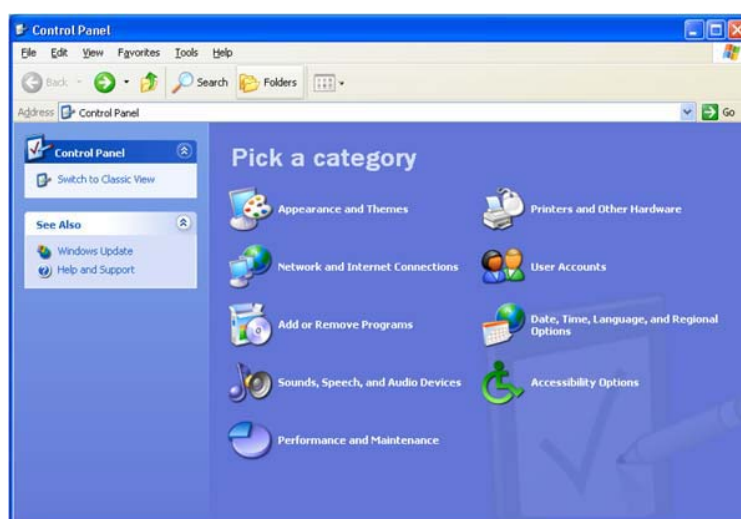 Control Panel
File Edit View Favorites Tools Help
Back Search Folders
Address Control Panel Go
Control Panel
Switch to Classic View
See Also
Windows Update
Help and Support
Pick a category
Appearance and Themes
Printers and Other Hardware
Network and Internet Connections
User Accounts
Add or Remove Programs
Date, Time, Language, and Regional
Options
Sounds, Speech, and Audio Devices
Accessibility Options
Performance and Maintenance